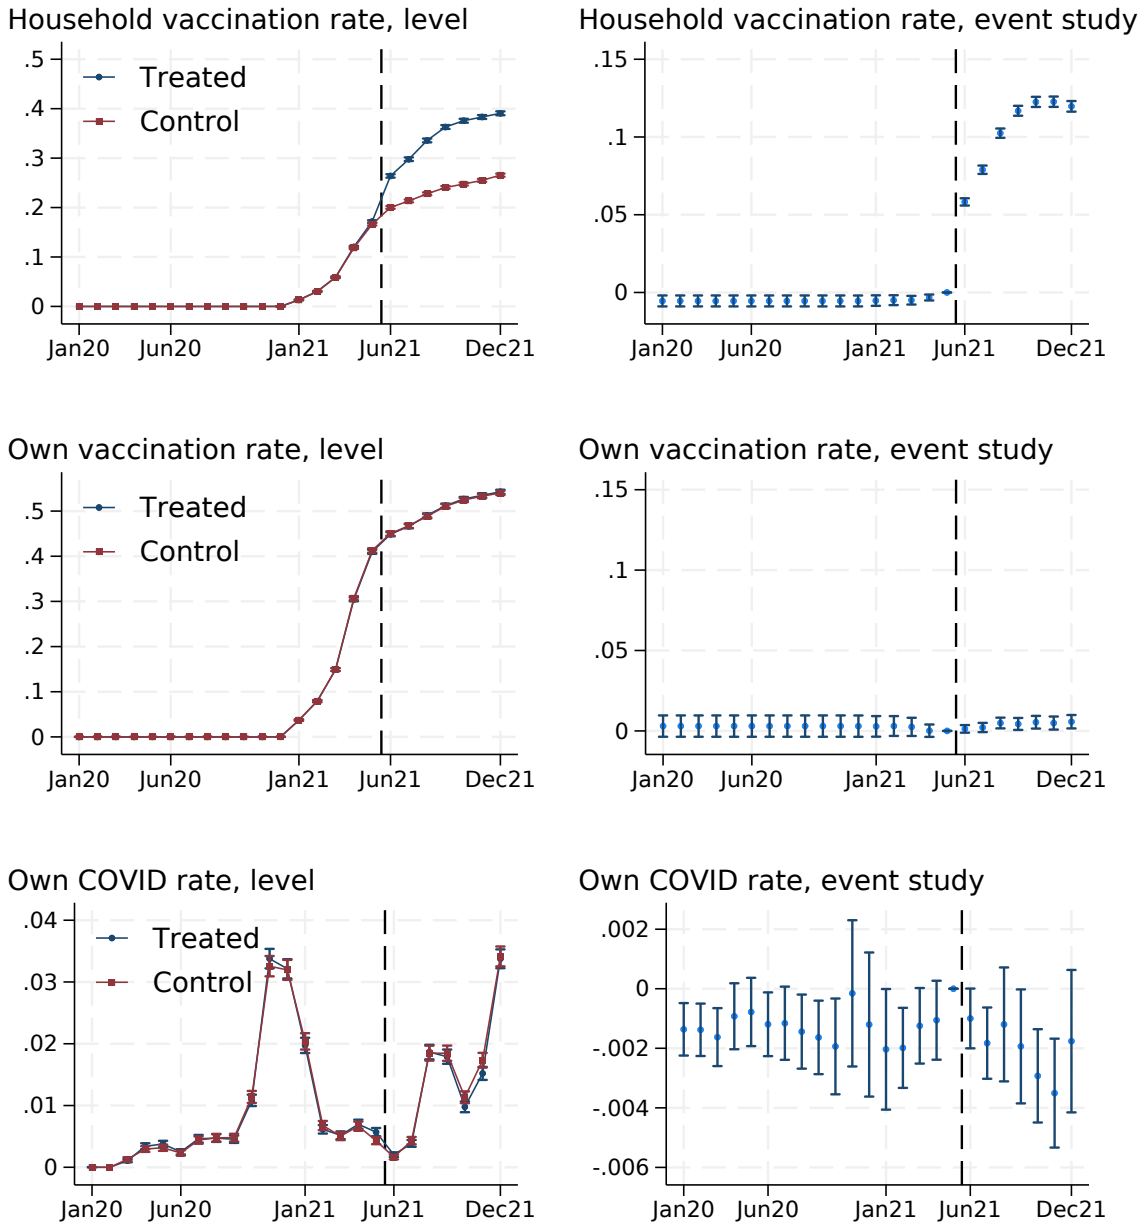 Household vaccination rate, level
.5
.4
.3
.2
.1
0
Treated
Control
Jan20 Jun20 Jan21 Jun21 Dec21
Household vaccination rate, event study
.15
.1
.05
0
Jan20 Jun20 Jan21 Jun21 Dec21
Own vaccination rate, level
.5
.4
.3
.2
.1
0
Treated
Control
Jan20 Jun20 Jan21 Jun21 Dec21
Own vaccination rate, event study
.15
.1
.05
0
Jan20 Jun20 Jan21 Jun21 Dec21
Own COVID rate, level
.04
.03
.02
.01
0
Treated
Control
Jan20 Jun20 Jan21 Jun21 Dec21
Own COVID rate, event study
.002
0
-.002
-.004
-.006
Jan20 Jun20 Jan21 Jun21 Dec21